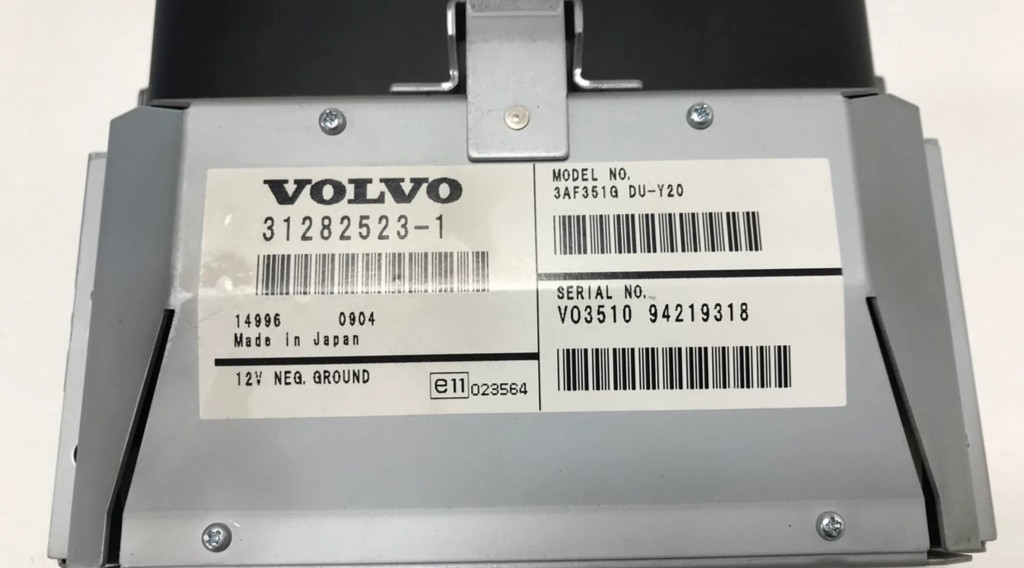 VOLVO
31282523-1
14996 0904
Made in Japan
12V NEG. GROUND
e11 023564
MODEL NO.
3AF351G DU-Y20
SERIAL NO.
VO3510 94219318